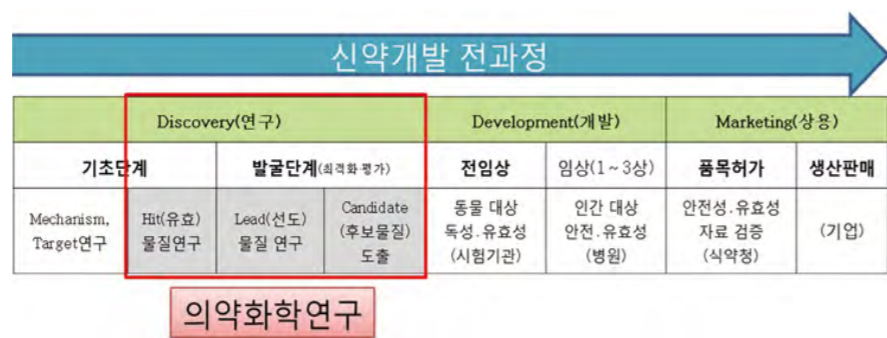 신약개발 전과정
Discovery(연구) Development(개발) Marketing(상용)
기초단계 발굴단계(최적화·평가) 전임상 임상(1~3상) 품목허가 생산판매
Mechanism, Target연구
Hit(유효) 물질연구
Lead(선도) 물질 연구
Candidate (후보물질) 도출
동물 대상 독성.유효성 (시험기관)
인간 대상 안전.유효성 (병원)
안전성.유효성 자료 검증 (식약청)
(기업)
의약화학연구